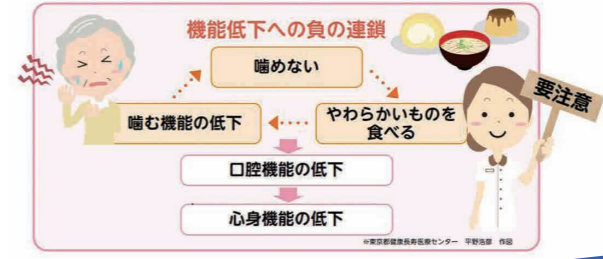 機能低下への負の連鎖
噛めない
やわらかいものを
食べる
噛む機能の低下
口腔機能の低下
心身機能の低下
要注意
※東京都健康長寿医療センター　平野浩彦　作図